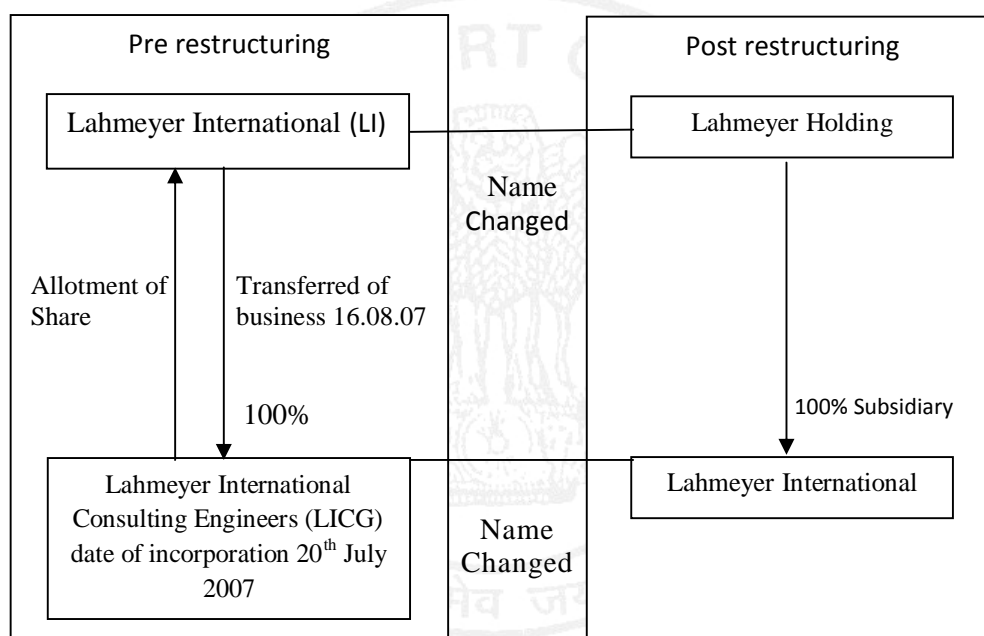 Pre restructuring
Lahmeyer International (LI)
Allotment of
Share
Transferred of
business 16.08.07
100%
Lahmeyer International
Consulting Engineers (LICG)
date of incorporation 20th July
2007
Name
Changed
Name
Changed
Post restructuring
Lahmeyer Holding
100% Subsidiary
Lahmeyer International